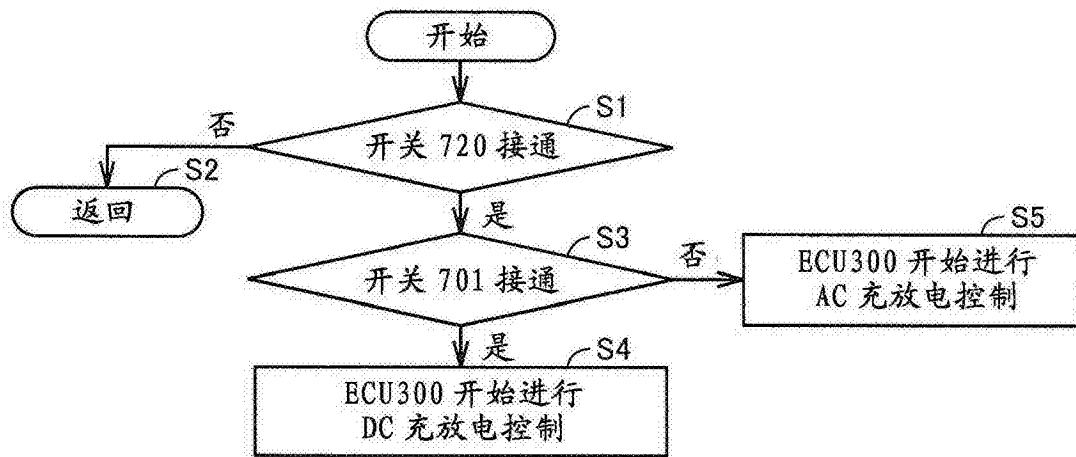 开始
S1
否
开关 720 接通
S2
返回
是
S3
开关 701 接通
否
S5
ECU300 开始进行
AC 充放电控制
是
S4
ECU300 开始进行
DC 充放电控制